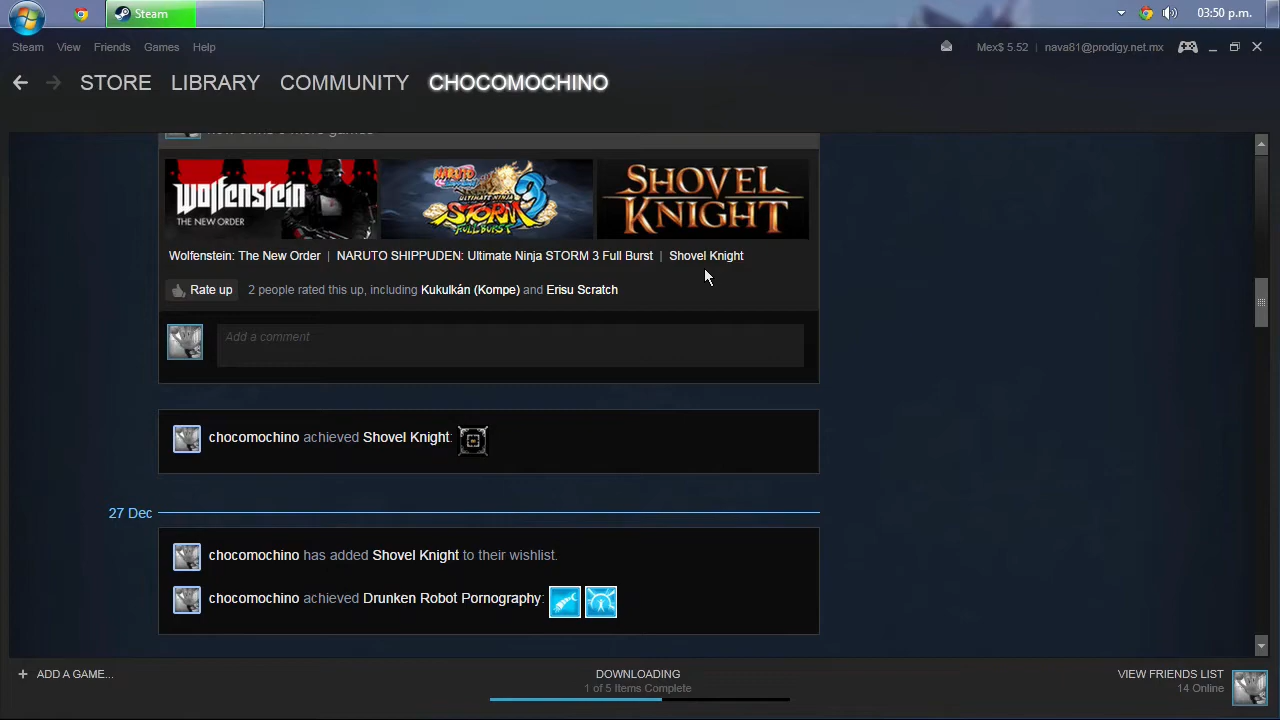 Steam
03:50 p.m.
Steam View Friends Games Help
Mex$ 5.52 nava81@prodigy.net.mx
STORE LIBRARY COMMUNITY CHOCOMOCHINO
Wolfenstein
THE NEW ORDER
NARUTO
SHIPPUDEN
ULTIMATE NINJA
STORM 3
FULL BURST
SHOVEL
KNIGHT
Wolfenstein: The New Order | NARUTO SHIPPUDEN: Ultimate Ninja STORM 3 Full Burst | Shovel Knight
Rate up 2 people rated this up, including Kukulkán (Kompe) and Erisu Scratch
Add a comment
chocomochino achieved Shovel Knight:
27 Dec
chocomochino has added Shovel Knight to their wishlist.
chocomochino achieved Drunken Robot Pornography:
+ ADD A GAME...
DOWNLOADING
1 of 5 Items Complete
VIEW FRIENDS LIST
14 Online